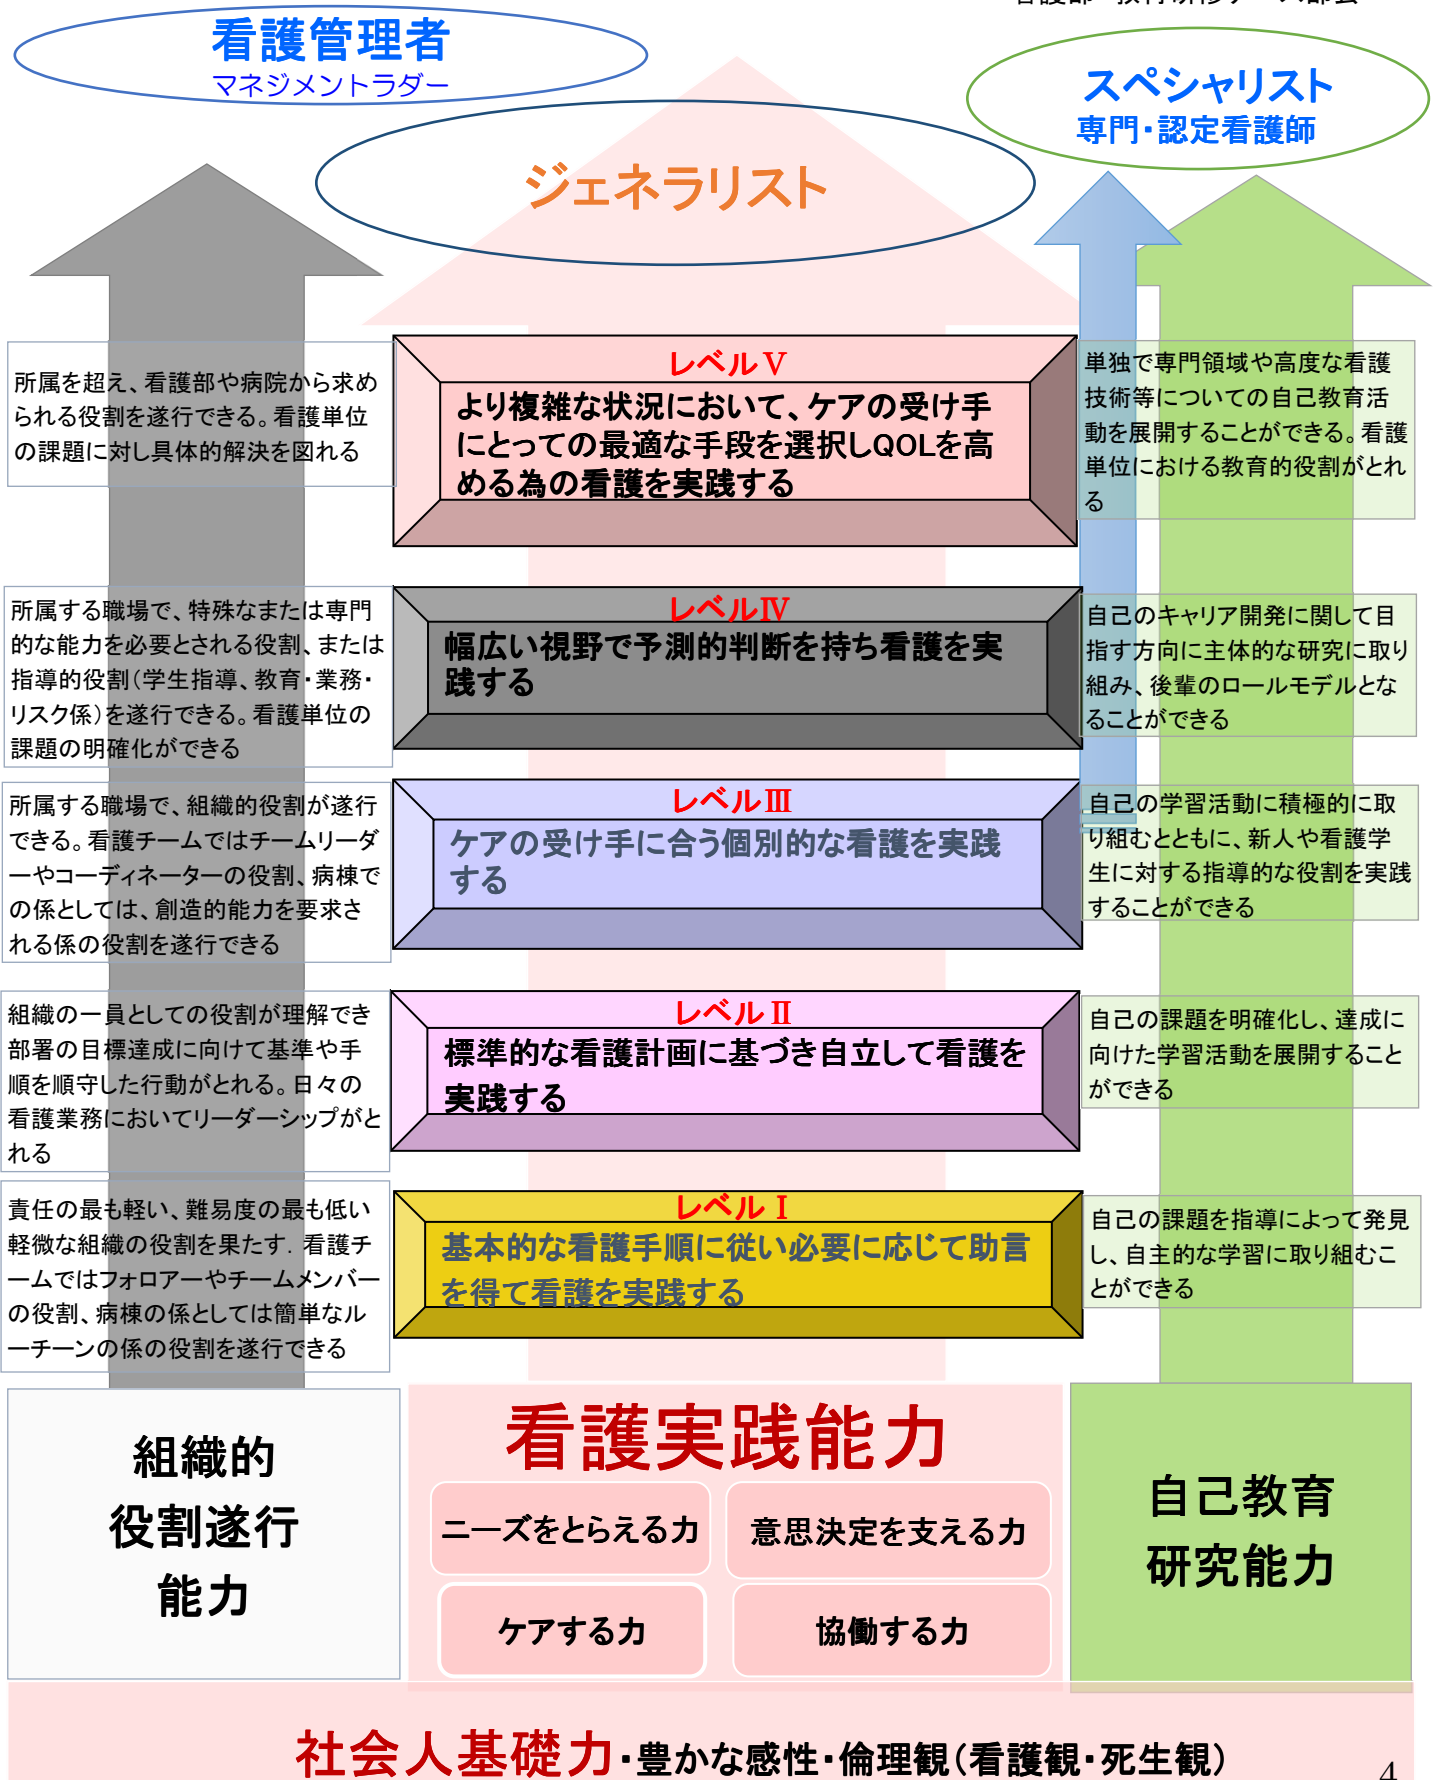 看護管理者
マネジメントラダー
スペシャリスト
専門・認定看護師
ジェネラリスト
所属を超え、看護部や病院から求め
られる役割を遂行できる。看護単位
の課題に対し具体的解決を図れる
レベルⅤ
より複雑な状況において、ケアの受け手
にとっての最適な手段を選択しQOLを高
める為の看護を実践する
単独で専門領域や高度な看護
技術等についての自己教育活
動を展開することができる。看護
単位における教育的役割がとれ
る
所属する職場で、特殊なまたは専門
的な能力を必要とされる役割、または
指導的役割（学生指導、教育・業務・
リスク係）を遂行できる。看護単位の
課題の明確化ができる
レベルⅣ
幅広い視野で予測的判断を持ち看護を実
践する
自己のキャリア開発に関して目
指す方向に主体的な研究に取り
組み、後輩のロールモデルとな
ることができる
所属する職場で、組織的役割が遂行
できる。看護チームではチームリーダ
ーやコーディネーターの役割、病棟で
の係としては、創造的能力を要求さ
れる係の役割を遂行できる
レベルⅢ
ケアの受け手に合う個別的な看護を実践
する
自己の学習活動に積極的に取
り組むとともに、新人や看護学
生に対する指導的な役割を実践
することができる
組織の一員としての役割が理解でき
部署の目標達成に向けて基準や手
順を順守した行動がとれる。日々の
看護業務においてリーダーシップがと
れる
レベルⅡ
標準的な看護計画に基づき自立して看護を
実践する
自己の課題を明確化し、達成に
向けた学習活動を展開すること
ができる
責任の最も軽い、難易度の最も低い
軽微な組織の役割を果たす．看護チ
ームではフォロアーやチームメンバー
の役割、病棟の係としては簡単なル
ーチーンの係の役割を遂行できる
レベルⅠ
基本的な看護手順に従い必要に応じて助言
を得て看護を実践する
自己の課題を指導によって発見
し、自主的な学習に取り組むこ
とができる
組織的
役割遂行
能力
看護実践能力
ニーズをとらえる力
意思決定を支える力
ケアする力
協働する力
自己教育
研究能力
社会人基礎力・豊かな感性・倫理観（看護観・死生観）
4